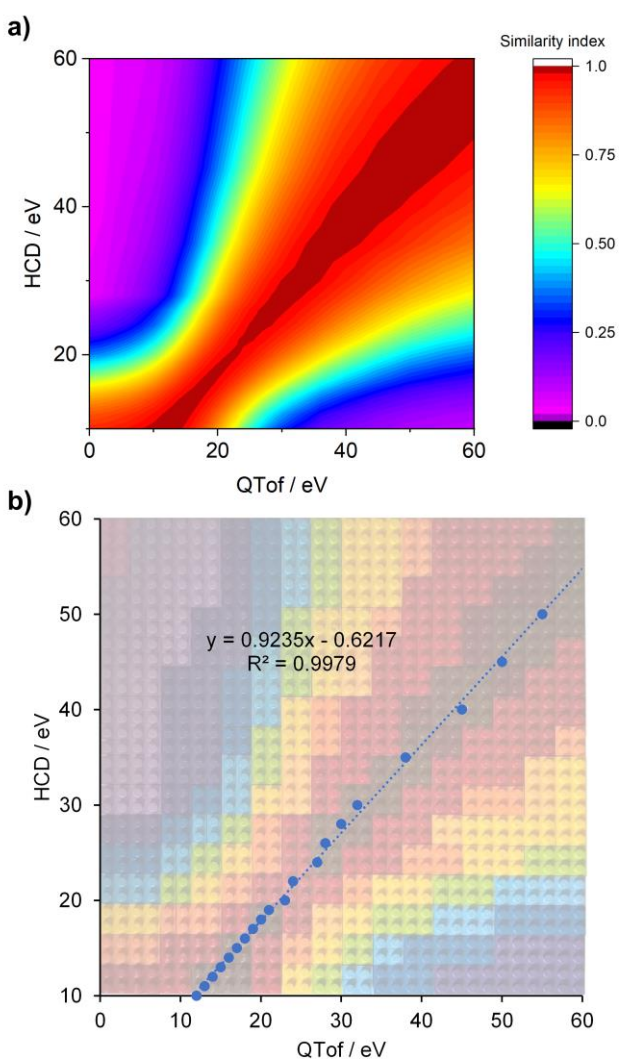 a)
Similarity index
60
40
20
HCD / eV
0
20
40
60
QTof / eV
1.0
0.75
0.50
0.25
0.0
b)
60
50
40
30
20
10
HCD / eV
y = 0.9235x - 0.6217
R² = 0.9979
0
10
20
30
40
50
60
QTof / eV